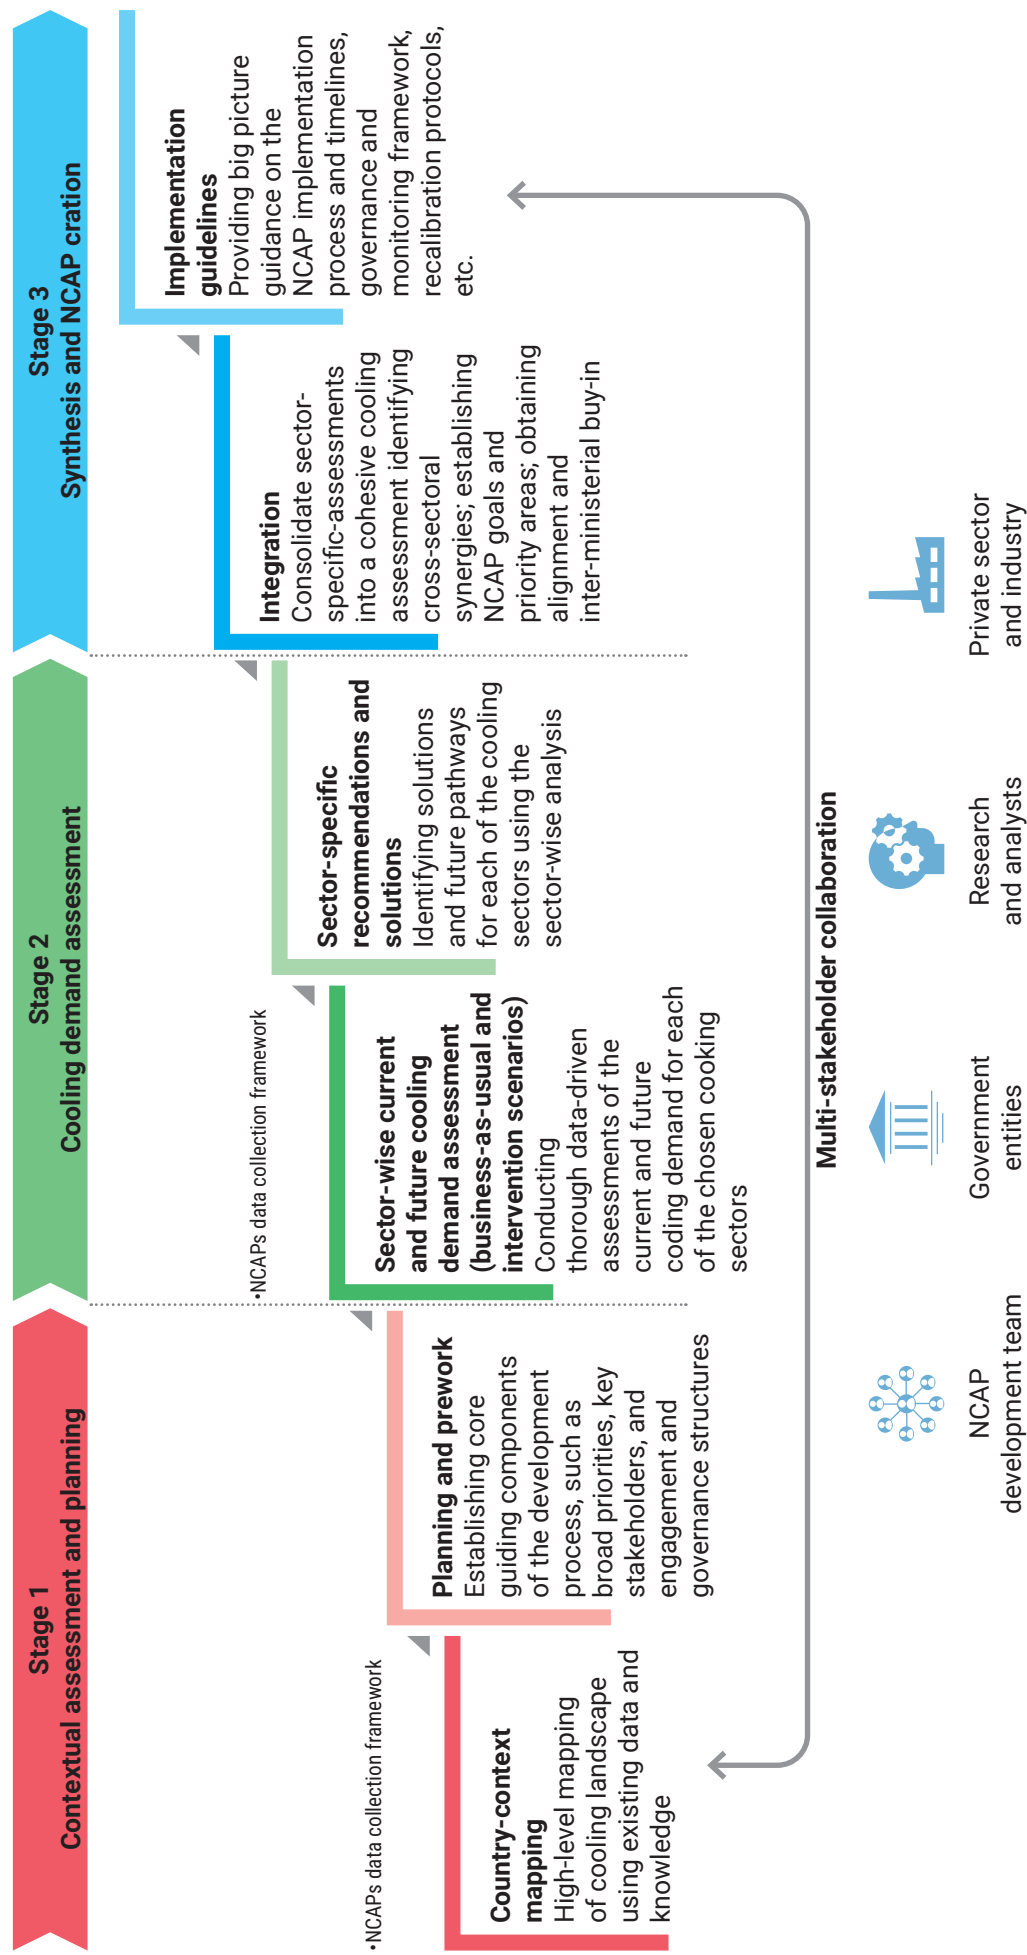 Stage 1
Contextual assessment and planning
Stage 2
Cooling demand assessment
Stage 3
Synthesis and NCAP cration
•NCAPs data collection framework
Country-context
mapping
High-level mapping
of cooling landscape
using existing data and
knowledge
Planning and prework
Establishing core
guiding components
of the development
process, such as
broad priorities, key
stakeholders, and
engagement and
governance structures
•NCAPs data collection framework
Sector-wise current
and future cooling
demand assessment
(business-as-usual and
intervention scenarios)
Conducting
thorough data-driven
assessments of the
current and future
coding demand for each
of the chosen cooking
sectors
Sector-specific
recommendations and
solutions
Identifying solutions
and future pathways
for each of the cooling
sectors using the
sector-wise analysis
Integration
Consolidate sector-
specific-assessments
into a cohesive cooling
assessment identifying
cross-sectoral
synergies; establishing
NCAP goals and
priority areas; obtaining
alignment and
inter-ministerial buy-in
Implementation
guidelines
Providing big picture
guidance on the
NCAP implementation
process and timelines,
governance and
monitoring framework,
recalibration protocols,
etc.
Multi-stakeholder collaboration
NCAP
development team
Government
entities
Research
and analysts
Private sector
and industry